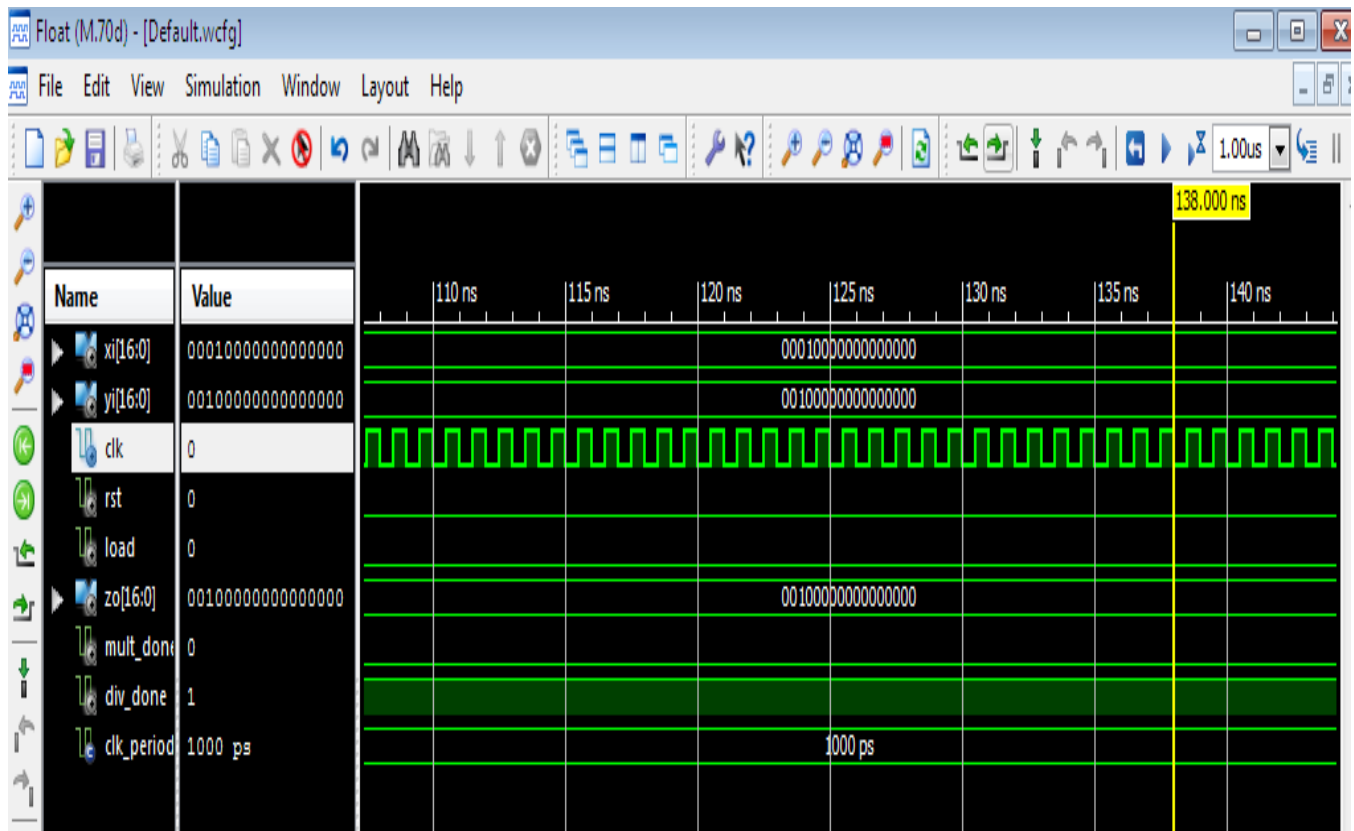 Float (M.70d) - [Default.wcfg]
File Edit View Simulation Window Layout Help
1.00us
138.000 ns
Name Value 110 ns 115 ns 120 ns 125 ns 130 ns 135 ns 140 ns
xi[16:0] 00010000000000000 00010000000000000
yi[16:0] 00100000000000000 00100000000000000
clk 0
rst 0
load 0
zo[16:0] 00100000000000000 00100000000000000
mult_done 0
div_done 1
clk_period 1000 ps 1000 ps